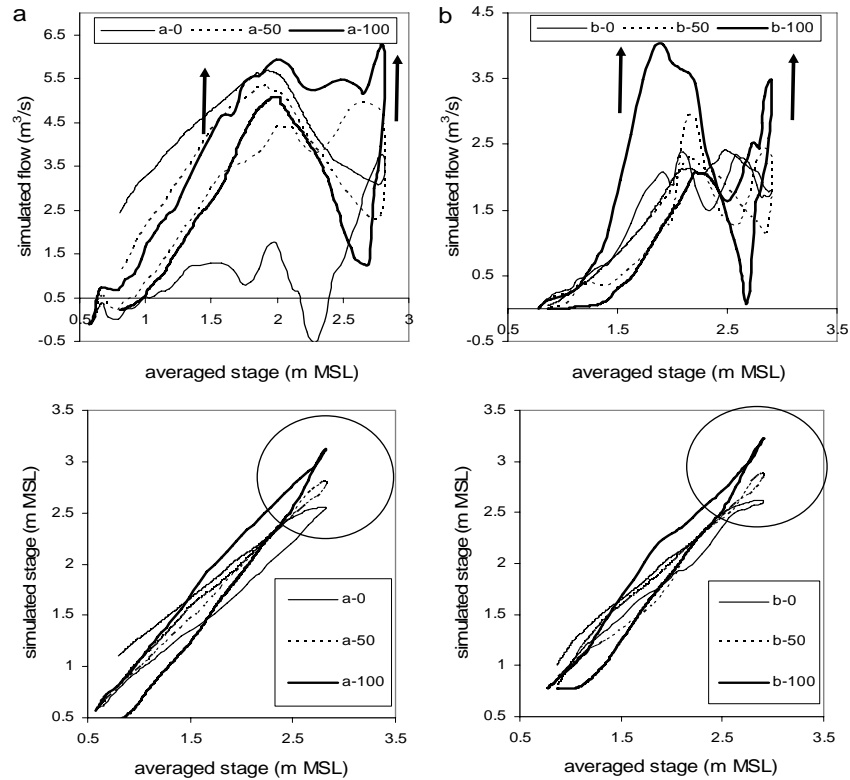 a
a-0 a-50 a-100
6.5
5.5
4.5
3.5
2.5
1.5
0.5
-0.5
0.5 1 1.5 2 2.5 3
simulated flow (m³/s)
averaged stage (m MSL)
b
b-0 b-50 b-100
4.5
3.5
2.5
1.5
0.5
-0.5
0.5 1.5 2.5 3.5
simulated flow (m³/s)
averaged stage (m MSL)
3.5
3
2.5
2
1.5
1
0.5
0.5 1.5 2.5 3.5
simulated stage (m MSL)
averaged stage (m MSL)
a-0
a-50
a-100
3.5
3
2.5
2
1.5
1
0.5
0.5 1.5 2.5 3.5
simulated stage (m MSL)
averaged stage (m MSL)
b-0
b-50
b-100